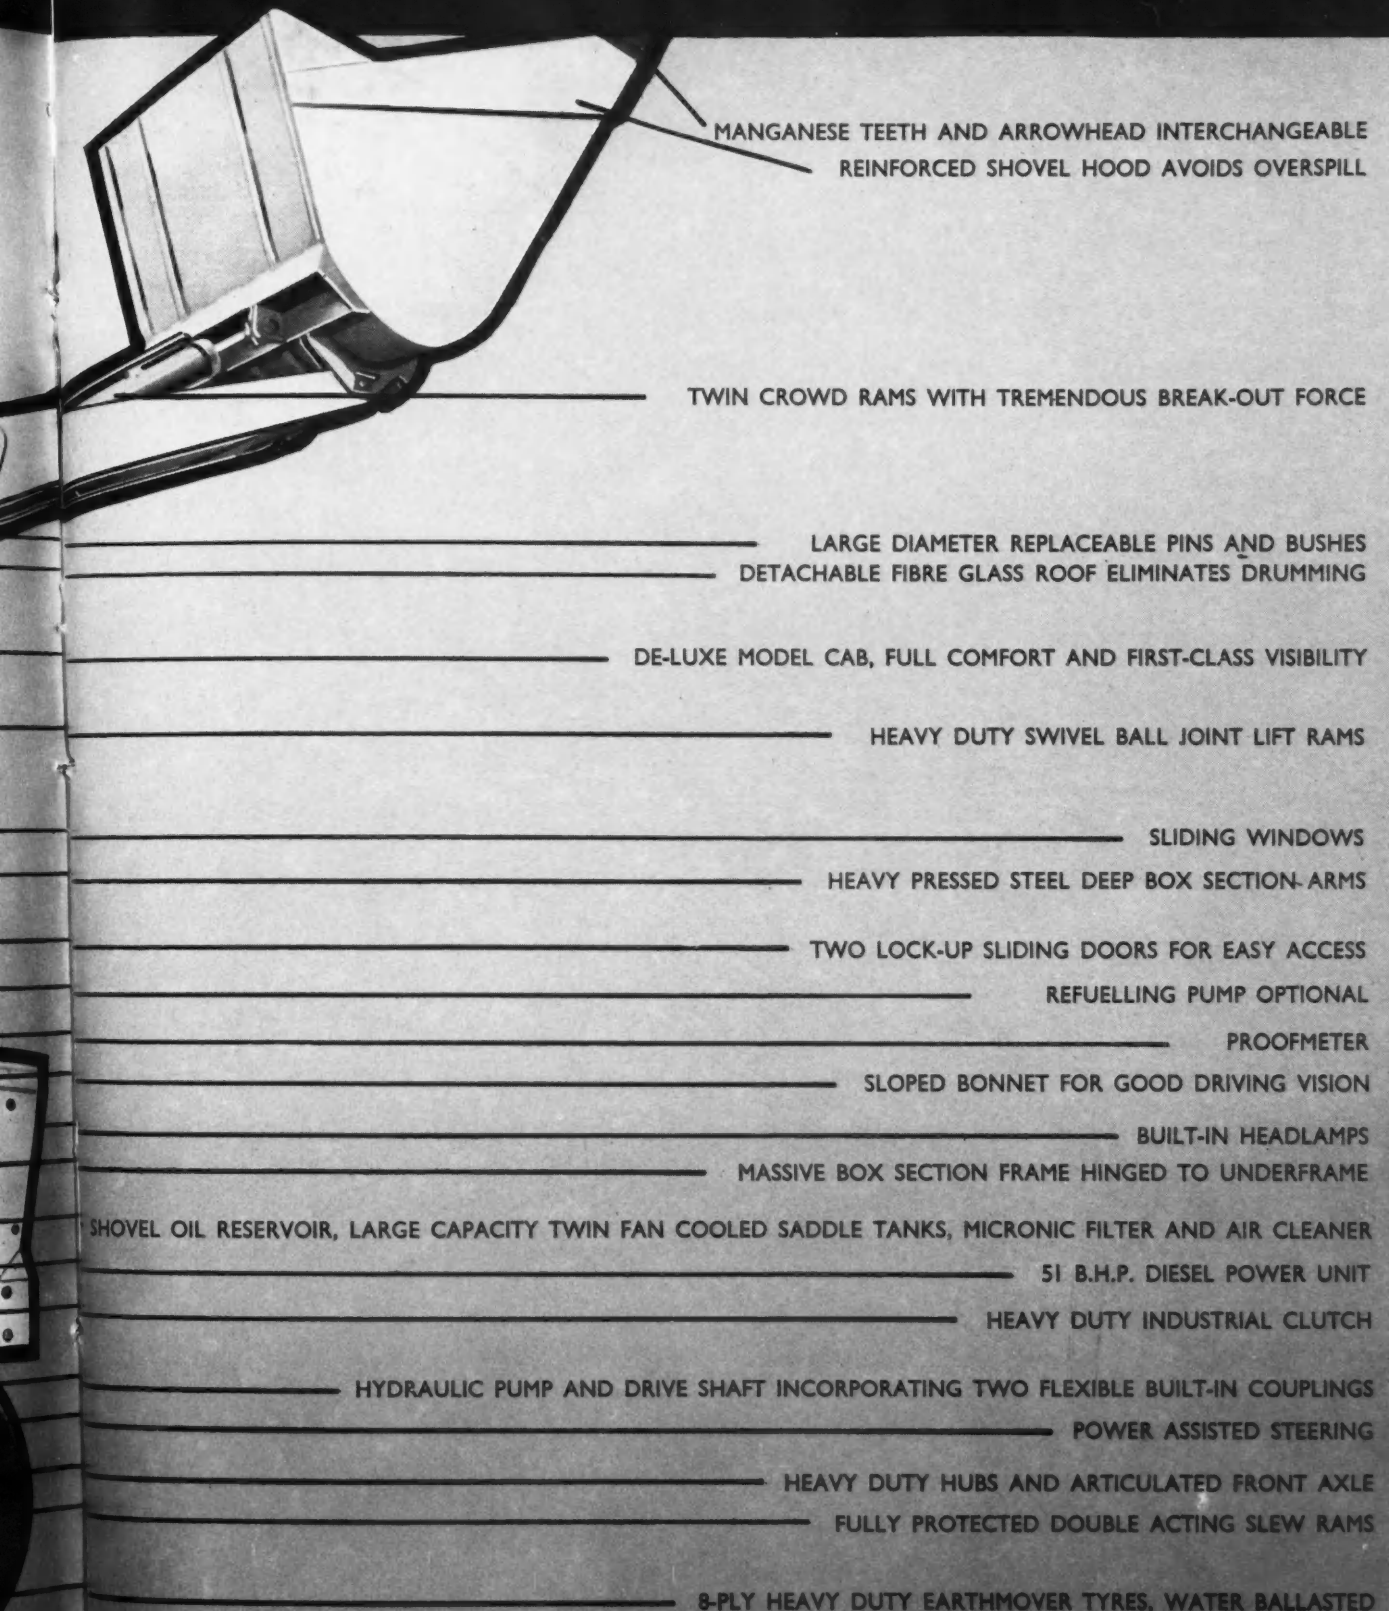 MANGANESE TEETH AND ARROWHEAD INTERCHANGEABLE
REINFORCED SHOVEL HOOD AVOIDS OVERSPILL
TWIN CROWD RAMS WITH TREMENDOUS BREAK-OUT FORCE
LARGE DIAMETER REPLACEABLE PINS AND BUSHES
DETACHABLE FIBRE GLASS ROOF ELIMINATES DRUMMING
DE-LUXE MODEL CAB, FULL COMFORT AND FIRST-CLASS VISIBILITY
HEAVY DUTY SWIVEL BALL JOINT LIFT RAMS
SLIDING WINDOWS
HEAVY PRESSED STEEL DEEP BOX SECTION ARMS
TWO LOCK-UP SLIDING DOORS FOR EASY ACCESS
REFUELLING PUMP OPTIONAL
PROOFMETER
SLOPED BONNET FOR GOOD DRIVING VISION
BUILT-IN HEADLAMPS
MASSIVE BOX SECTION FRAME HINGED TO UNDERFRAME
SHOVEL OIL RESERVOIR, LARGE CAPACITY TWIN FAN COOLED SADDLE TANKS, MICRONIC FILTER AND AIR CLEANER
51 B.H.P. DIESEL POWER UNIT
HEAVY DUTY INDUSTRIAL CLUTCH
HYDRAULIC PUMP AND DRIVE SHAFT INCORPORATING TWO FLEXIBLE BUILT-IN COUPLINGS
POWER ASSISTED STEERING
HEAVY DUTY HUBS AND ARTICULATED FRONT AXLE
FULLY PROTECTED DOUBLE ACTING SLEW RAMS
8-PLY HEAVY DUTY EARTHMOVER TYRES, WATER BALLASTED